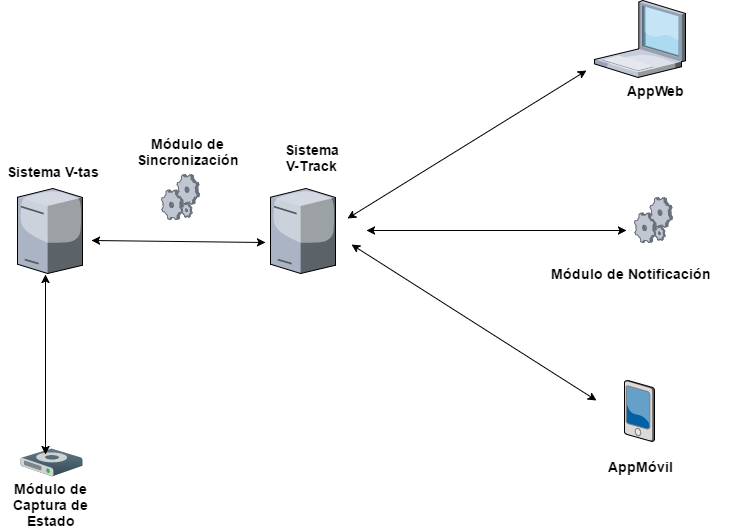 AppWeb
Módulo de
Sincronización
Sistema
V-Track
Sistema V-tas
Módulo de Notificación
AppMóvil
Módulo de
Captura de
Estado